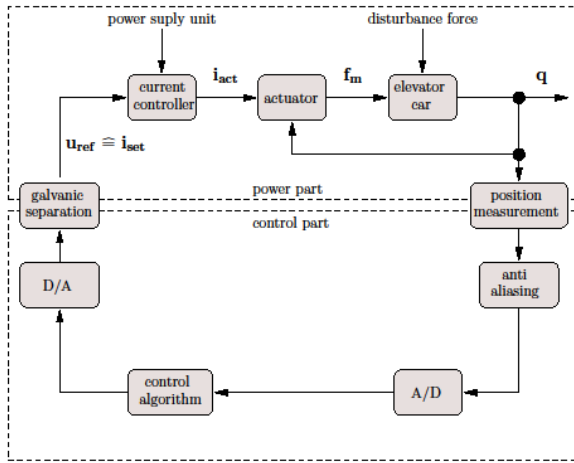 power suply unit
disturbance force
current
controller
i_act
actuator
f_m
elevator
car
q
u_ref ≙ i_set
galvanic
separation
power part
control part
position
measurement
D/A
anti
aliasing
control
algorithm
A/D